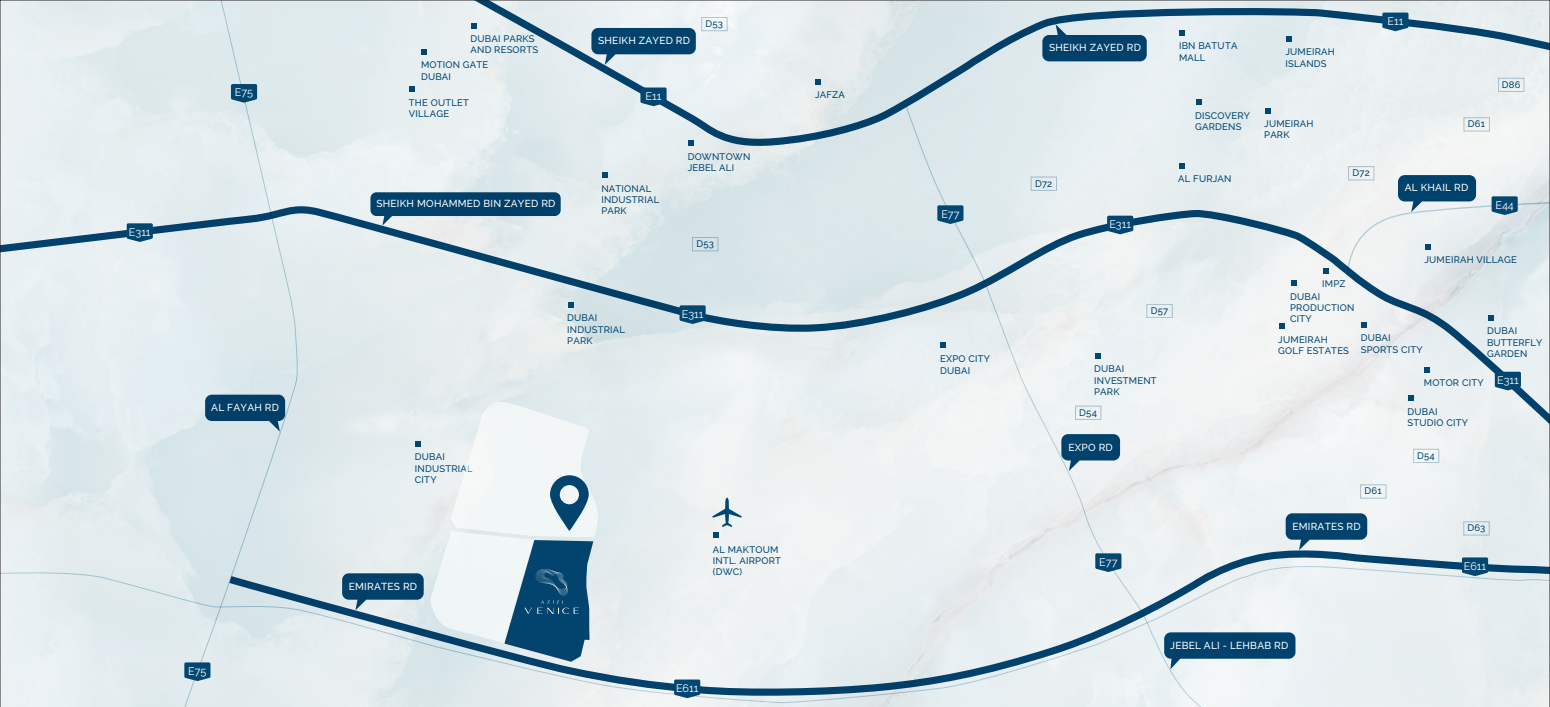 D53
E11
DUBAI PARKS
AND RESORTS
SHEIKH ZAYED RD
SHEIKH ZAYED RD
IBN BATUTA
MALL
JUMEIRAH
ISLANDS
MOTION GATE
DUBAI
E75
THE OUTLET
VILLAGE
E11
JAFZA
D86
DISCOVERY
GARDENS
JUMEIRAH
PARK
D61
DOWNTOWN
JEBEL ALI
NATIONAL
INDUSTRIAL
PARK
D72
AL FURJAN
D72
AL KHAIL RD
SHEIKH MOHAMMED BIN ZAYED RD
E44
E311
E77
E311
D53
JUMEIRAH VILLAGE
IMPZ
DUBAI
PRODUCTION
CITY
DUBAI
INDUSTRIAL
PARK
E311
D57
JUMEIRAH
GOLF ESTATES
DUBAI
SPORTS CITY
DUBAI
BUTTERFLY
GARDEN
EXPO CITY
DUBAI
DUBAI
INVESTMENT
PARK
MOTOR CITY
E311
AL FAYAH RD
D54
DUBAI
STUDIO CITY
EXPO RD
DUBAI
INDUSTRIAL
CITY
D54
D61
AL MAKTOUM
INTL. AIRPORT
(DWC)
EMIRATES RD
D63
E77
E611
EMIRATES RD
AZIZI
VENICE
JEBEL ALI - LEHBAB RD
E75
E611